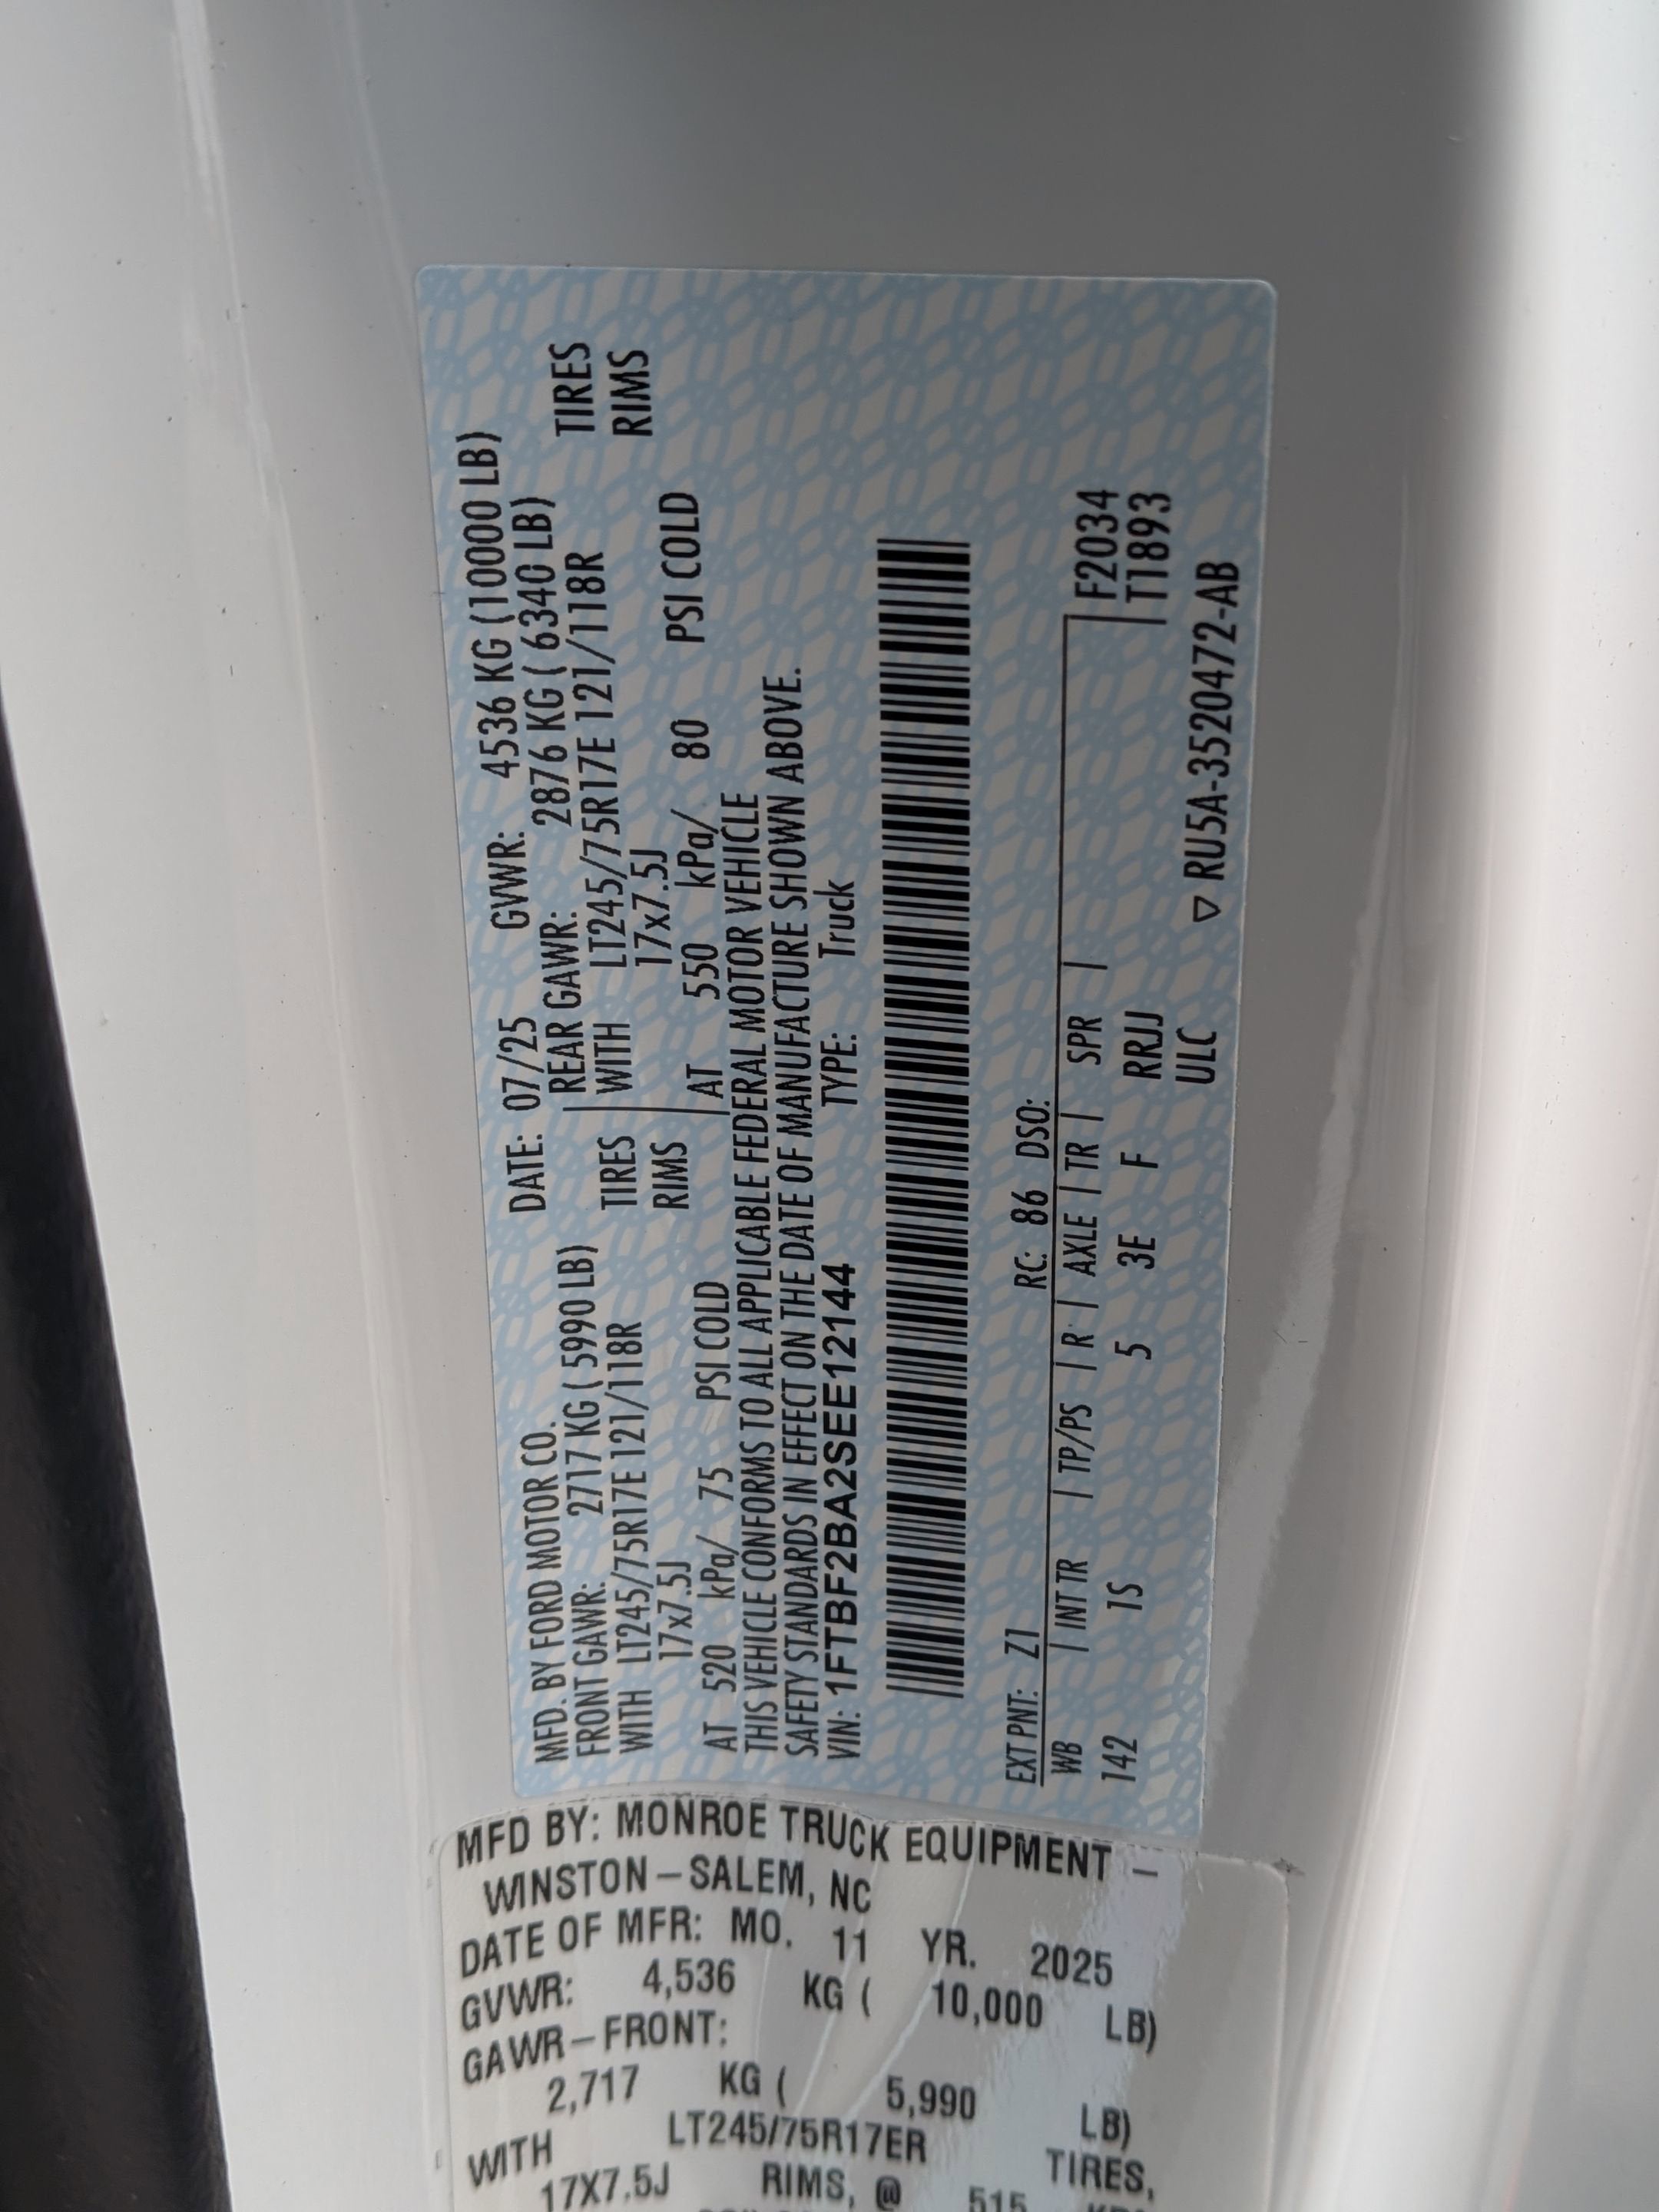 MFD. BY FORD MOTOR CO. DATE: 07/25 GVWR: 4536 KG (10000 LB)
FRONT GAWR: 2717 KG ( 5990 LB) | REAR GAWR: 2876 KG ( 6340 LB)
WITH LT245/75R17E 121/118R TIRES | WITH LT245/75R17E 121/118R TIRES
17x7.5J RIMS 17x7.5J RIMS
AT 520 kPa/ 75 PSI COLD | AT 550 kPa/ 80 PSI COLD
THIS VEHICLE CONFORMS TO ALL APPLICABLE FEDERAL MOTOR VEHICLE
SAFETY STANDARDS IN EFFECT ON THE DATE OF MANUFACTURE SHOWN ABOVE.
VIN: 1FTBF2BA2SEE12144 TYPE: Truck
EXT PNT: Z1 RC: 86 DSO:
WB | INT TR | TP/PS | R | AXLE | TR | SPR | F2034
142 1S 5 3E F RRJJ T1893
ULC ▽ RU5A-3520472-AB
MFD BY: MONROE TRUCK EQUIPMENT –
WINSTON – SALEM, NC
DATE OF MFR: MO. 11 YR. 2025
GVWR: 4,536 KG ( 10,000 LB)
GAWR – FRONT:
2,717 KG ( 5,990 LB)
WITH LT245/75R17ER TIRES,
17X7.5J RIMS, @ 515